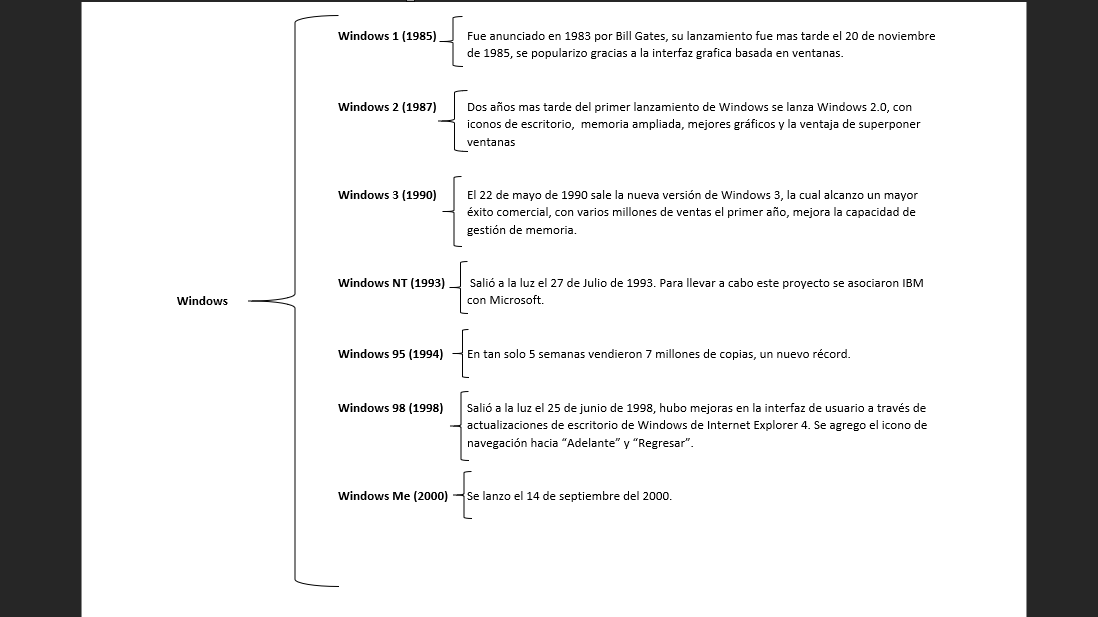 Windows 1 (1985)
Fue anunciado en 1983 por Bill Gates, su lanzamiento fue mas tarde el 20 de noviembre
de 1985, se popularizo gracias a la interfaz grafica basada en ventanas.
Windows 2 (1987)
Dos años mas tarde del primer lanzamiento de Windows se lanza Windows 2.0, con
iconos de escritorio, memoria ampliada, mejores gráficos y la ventaja de superponer
ventanas
Windows 3 (1990)
El 22 de mayo de 1990 sale la nueva versión de Windows 3, la cual alcanzo un mayor
éxito comercial, con varios millones de ventas el primer año, mejora la capacidad de
gestión de memoria.
Windows NT (1993)
Salió a la luz el 27 de Julio de 1993. Para llevar a cabo este proyecto se asociaron IBM
con Microsoft.
Windows
Windows 95 (1994)
En tan solo 5 semanas vendieron 7 millones de copias, un nuevo récord.
Windows 98 (1998)
Salió a la luz el 25 de junio de 1998, hubo mejoras en la interfaz de usuario a través de
actualizaciones de escritorio de Windows de Internet Explorer 4. Se agrego el icono de
navegación hacia “Adelante” y “Regresar”.
Windows Me (2000)
Se lanzo el 14 de septiembre del 2000.